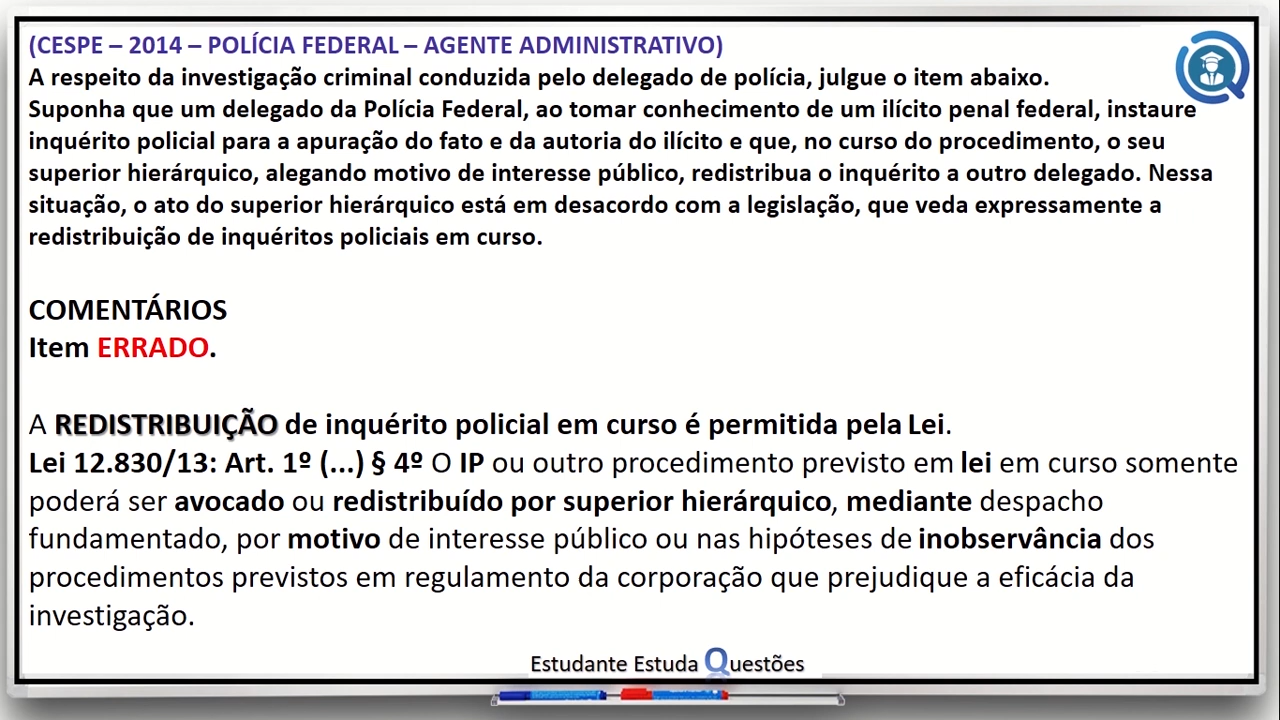 (CESPE – 2014 – POLÍCIA FEDERAL – AGENTE ADMINISTRATIVO)
A respeito da investigação criminal conduzida pelo delegado de polícia, julgue o item abaixo.
Suponha que um delegado da Polícia Federal, ao tomar conhecimento de um ilícito penal federal, instaure
inquérito policial para a apuração do fato e da autoria do ilícito e que, no curso do procedimento, o seu
superior hierárquico, alegando motivo de interesse público, redistribua o inquérito a outro delegado. Nessa
situação, o ato do superior hierárquico está em desacordo com a legislação, que veda expressamente a
redistribuição de inquéritos policiais em curso.
COMENTÁRIOS
Item ERRADO.
A REDISTRIBUIÇÃO de inquérito policial em curso é permitida pela Lei.
Lei 12.830/13: Art. 1º (...) § 4º O IP ou outro procedimento previsto em lei em curso somente
poderá ser avocado ou redistribuído por superior hierárquico, mediante despacho
fundamentado, por motivo de interesse público ou nas hipóteses de inobservância dos
procedimentos previstos em regulamento da corporação que prejudique a eficácia da
investigação.
Estudante Estuda Questões